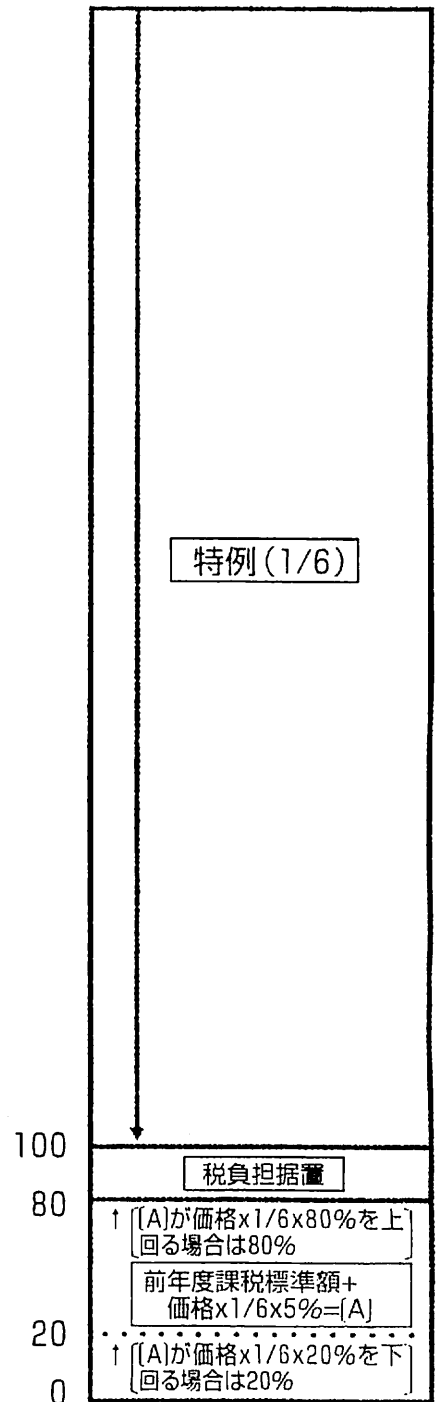 特例(1/6)
100
税負担据置
80
↑[[A]が価格x1/6x80%を上
回る場合は80%]
前年度課税標準額+
価格x1/6x5%=[A]
20
↑[[A]が価格x1/6x20%を下
回る場合は20%]
0